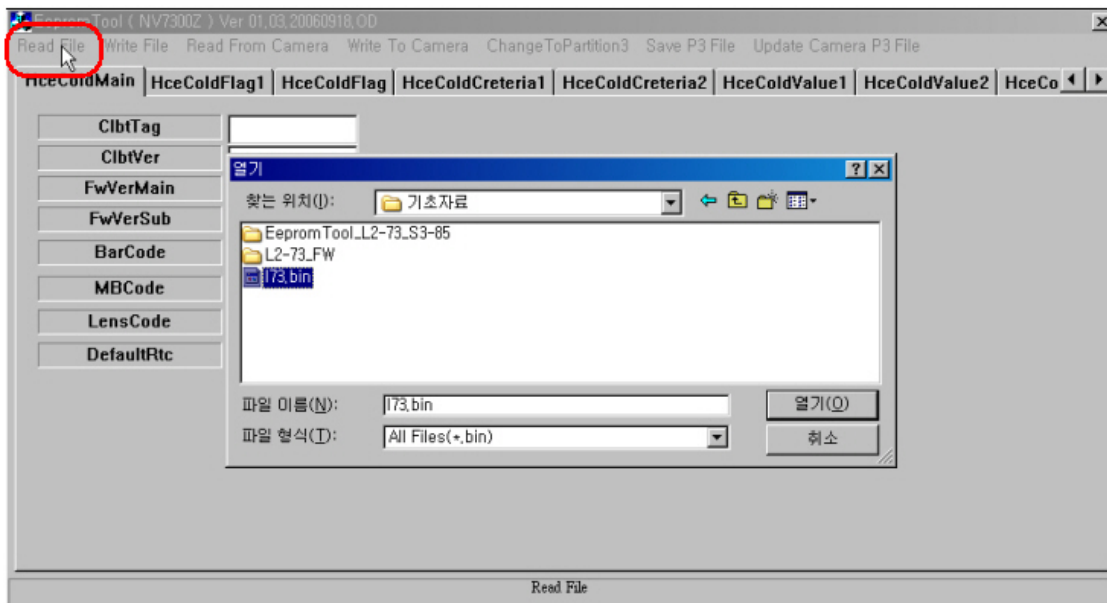 EepromTool ( NV7300Z ) Ver 01,03,20060918,OD
Read File Write File Read From Camera Write To Camera ChangeToPartition3 Save P3 File Update Camera P3 File
HceColdMain HceColdFlag1 HceColdFlag HceColdCreteria1 HceColdCreteria2 HceColdValue1 HceColdValue2 HceCo
ClbtTag
ClbtVer
FwVerMain
FwVerSub
BarCode
MBCode
LensCode
DefaultRtc
열기
찾는 위치(I): 기초자료
EepromTool_L2-73_S3-85
L2-73_FW
l73,bin
파일 이름(N): l73,bin 열기(O)
파일 형식(T): All Files(*,bin) 취소
Read File